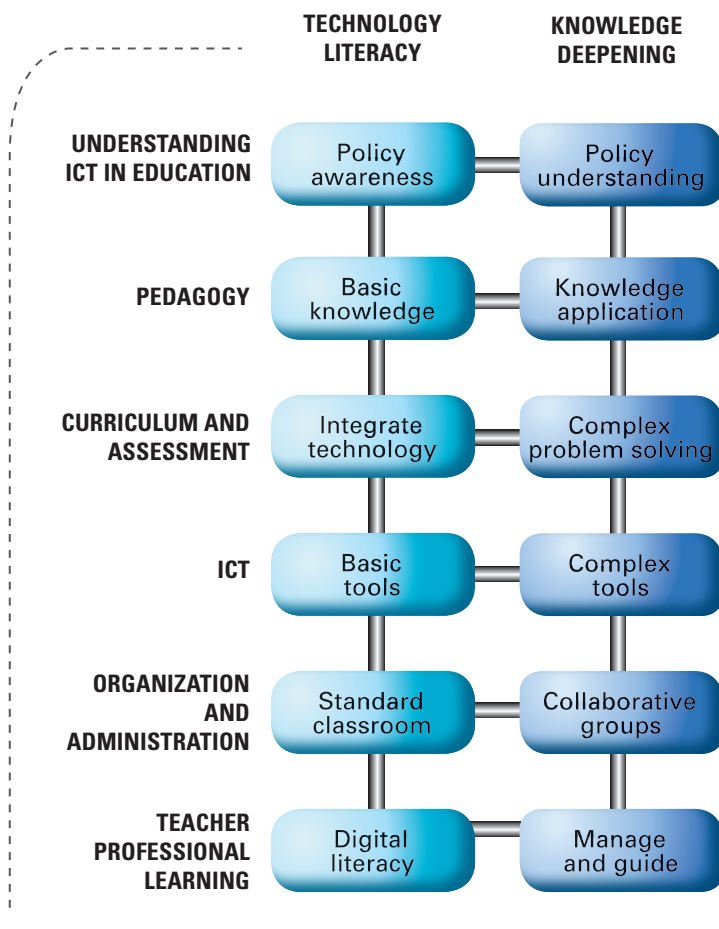 TECHNOLOGY
LITERACY
KNOWLEDGE
DEEPENING
UNDERSTANDING
ICT IN EDUCATION
Policy
awareness
Policy
understanding
PEDAGOGY
Basic
knowledge
Knowledge
application
CURRICULUM AND
ASSESSMENT
Integrate
technology
Complex
problem solving
ICT
Basic
tools
Complex
tools
ORGANIZATION
AND
ADMINISTRATION
Standard
classroom
Collaborative
groups
TEACHER
PROFESSIONAL
LEARNING
Digital
literacy
Manage
and guide